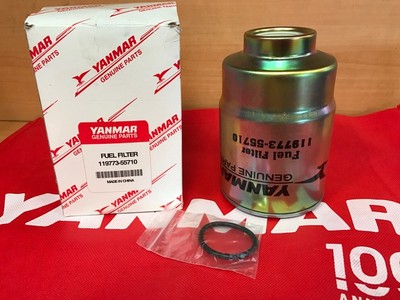 YANMAR
GENUINE PARTS
YANMAR
GENUINE PARTS
FUEL FILTER
119773-55710
MADE IN CHINA
YANMAR
GENUINE PARTS
Fuel Filter
119773-55710
YANMAR
100